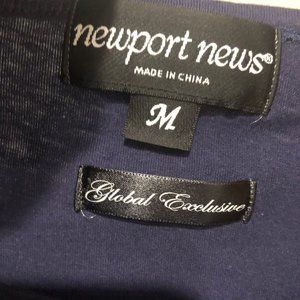 newport news®
MADE IN CHINA
M
Global Exclusive